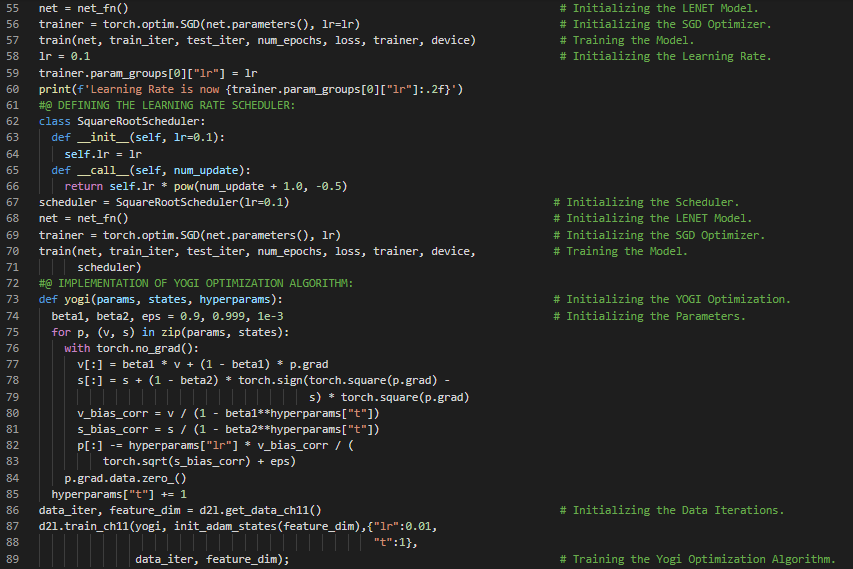 55 net = net_fn() # Initializing the LENET Model.
56 trainer = torch.optim.SGD(net.parameters(), lr=lr) # Initializing the SGD Optimizer.
57 train(net, train_iter, test_iter, num_epochs, loss, trainer, device) # Training the Model.
58 lr = 0.1 # Initializing the Learning Rate.
59 trainer.param_groups[0]["lr"] = lr
60 print(f'Learning Rate is now {trainer.param_groups[0]["lr"]:.2f}')
61 #@ DEFINING THE LEARNING RATE SCHEDULER:
62 class SquareRootScheduler:
63 def __init__(self, lr=0.1):
64 self.lr = lr
65 def __call__(self, num_update):
66 return self.lr * pow(num_update + 1.0, -0.5)
67 scheduler = SquareRootScheduler(lr=0.1) # Initializing the Scheduler.
68 net = net_fn() # Initializing the LENET Model.
69 trainer = torch.optim.SGD(net.parameters(), lr) # Initializing the SGD Optimizer.
70 train(net, train_iter, test_iter, num_epochs, loss, trainer, device, # Training the Model.
71 scheduler)
72 #@ IMPLEMENTATION OF YOGI OPTIMIZATION ALGORITHM:
73 def yogi(params, states, hyperparams): # Initializing the YOGI Optimization.
74 beta1, beta2, eps = 0.9, 0.999, 1e-3 # Initializing the Parameters.
75 for p, (v, s) in zip(params, states):
76 with torch.no_grad():
77 v[:] = beta1 * v + (1 - beta1) * p.grad
78 s[:] = s + (1 - beta2) * torch.sign(torch.square(p.grad) -
79 s) * torch.square(p.grad)
80 v_bias_corr = v / (1 - beta1**hyperparams["t"])
81 s_bias_corr = s / (1 - beta2**hyperparams["t"])
82 p[:] -= hyperparams["lr"] * v_bias_corr / (
83 torch.sqrt(s_bias_corr) + eps)
84 p.grad.data.zero_()
85 hyperparams["t"] += 1
86 data_iter, feature_dim = d2l.get_data_ch11() # Initializing the Data Iterations.
87 d2l.train_ch11(yogi, init_adam_states(feature_dim),{"lr":0.01,
88 "t":1},
89 data_iter, feature_dim); # Training the Yogi Optimization Algorithm.